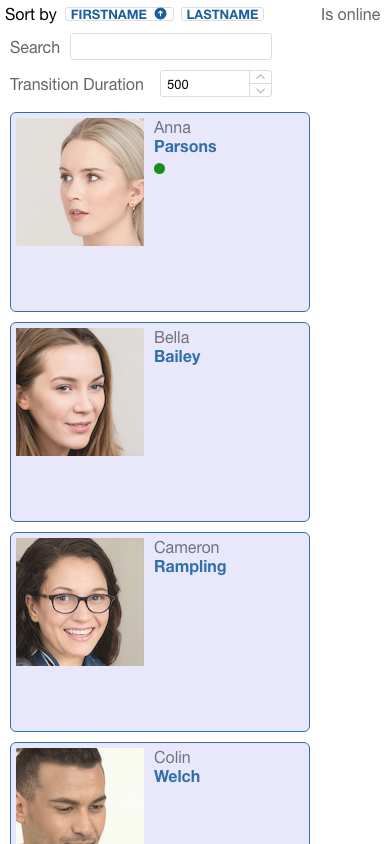 Sort by FIRSTNAME LASTNAME Is online
Search
Transition Duration 500
Anna
Parsons
Bella
Bailey
Cameron
Rampling
Colin
Welch